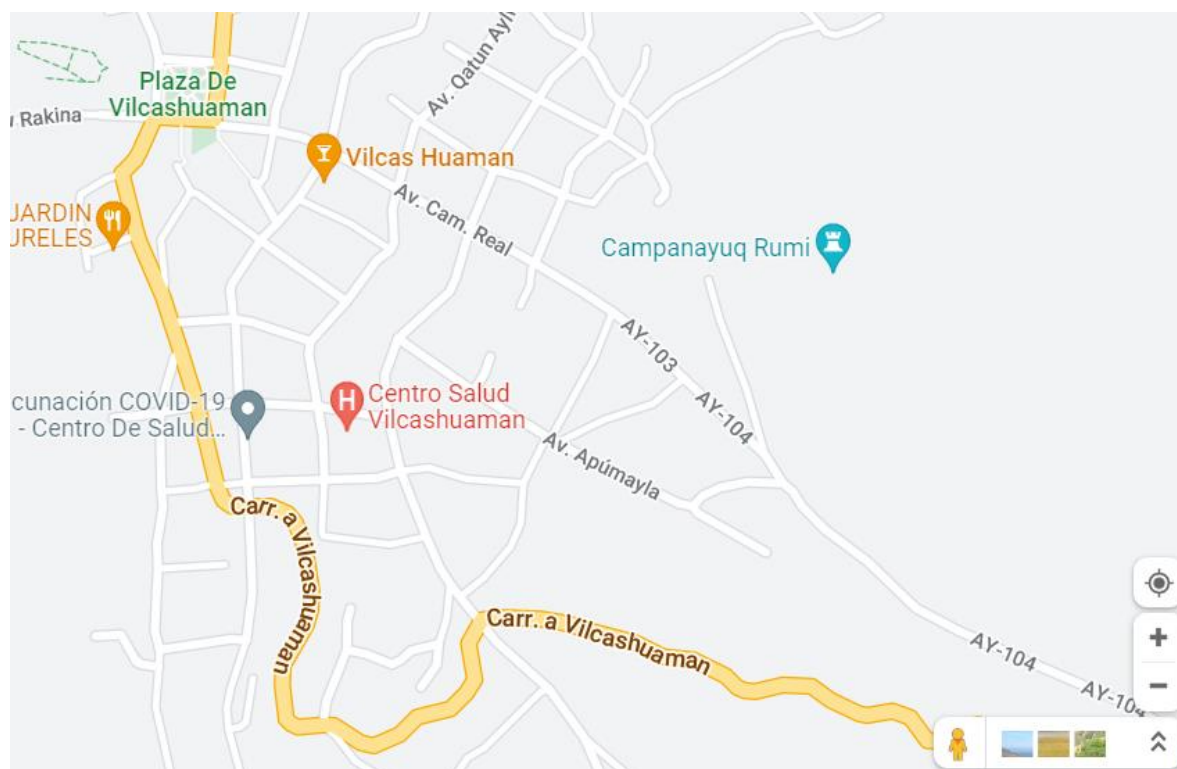 Plaza De
Vilcashuaman
Rakina
Av. Qatun Aylr
Vilcas Huaman
JARDIN
URELES
Av. Cam. Real
Campanayuq Rumi
AY-103
AY-104
cunación COVID-19
- Centro De Salud...
H
Centro Salud
Vilcashuaman
Av. Apúmayla
Carr. a Vilcashuaman
Carr. a Vilcashuaman
AY-104
AY-104